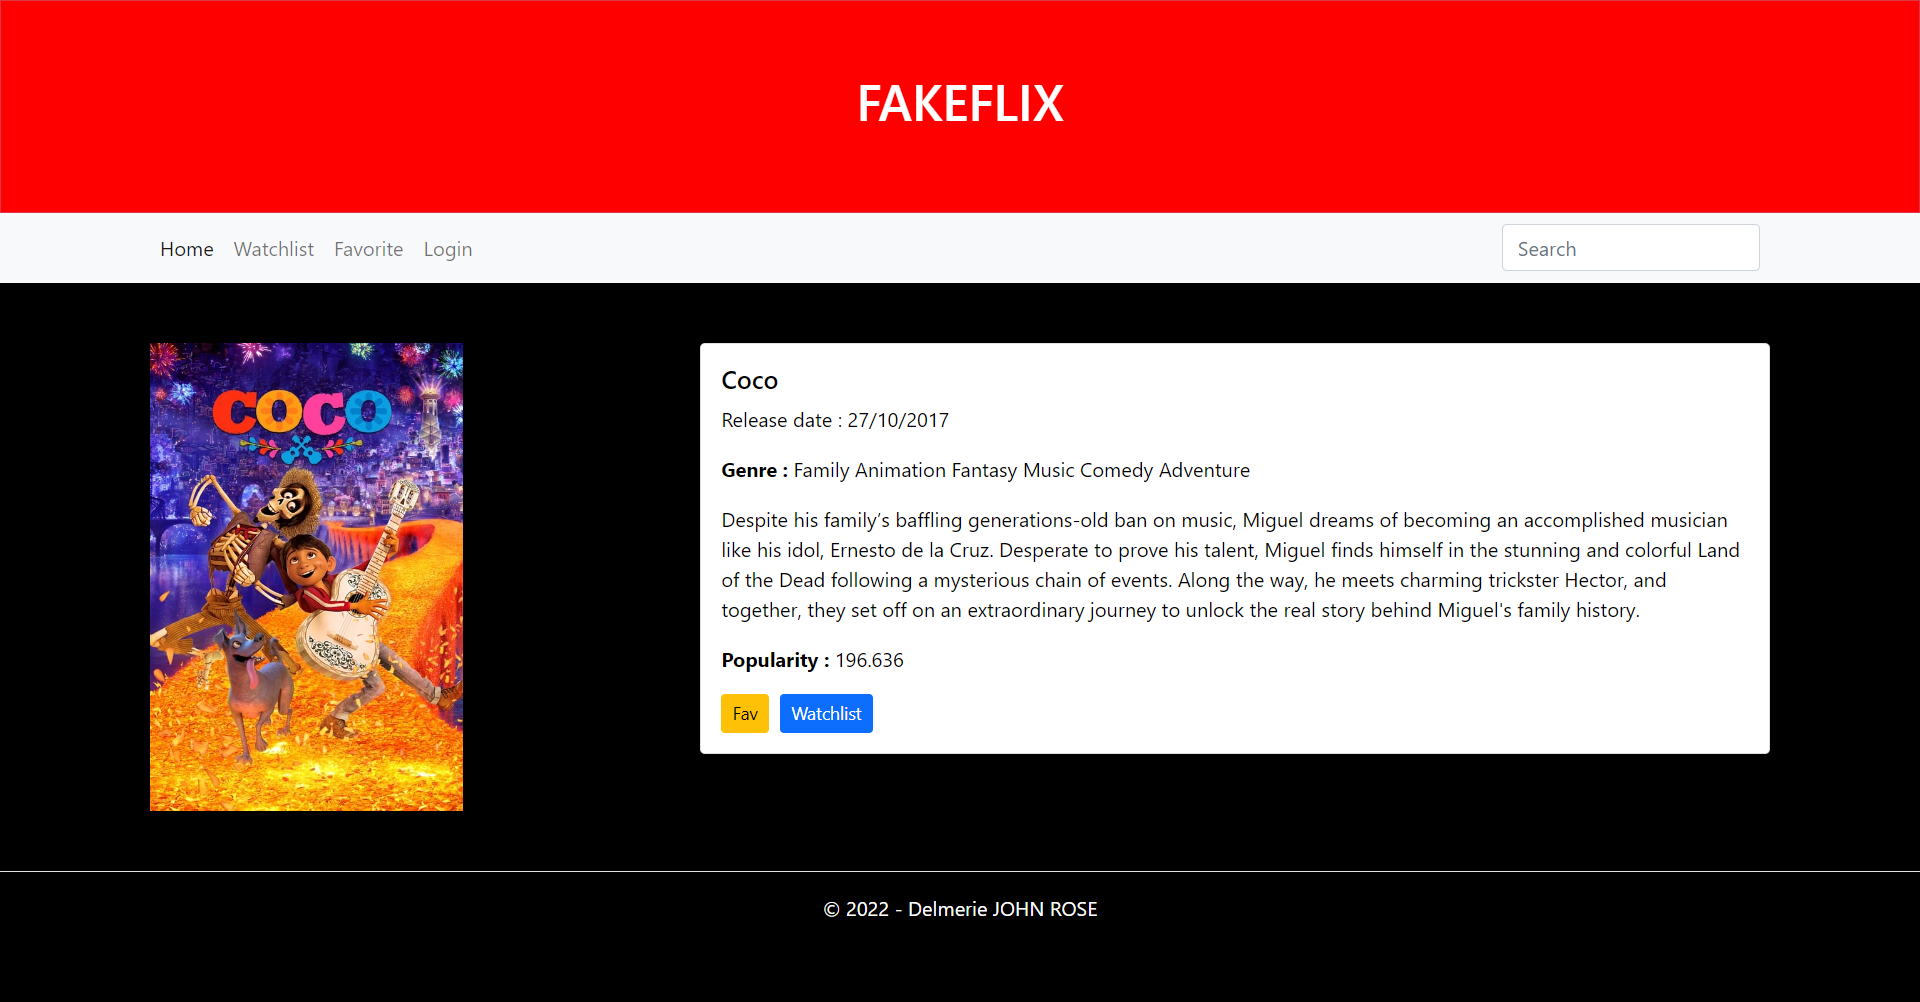 FAKEFLIX
Home Watchlist Favorite Login Search
COCO
Coco
Release date : 27/10/2017
Genre : Family Animation Fantasy Music Comedy Adventure
Despite his family’s baffling generations-old ban on music, Miguel dreams of becoming an accomplished musician
like his idol, Ernesto de la Cruz. Desperate to prove his talent, Miguel finds himself in the stunning and colorful Land
of the Dead following a mysterious chain of events. Along the way, he meets charming trickster Hector, and
together, they set off on an extraordinary journey to unlock the real story behind Miguel's family history.
Popularity : 196.636
Fav Watchlist
© 2022 - Delmerie JOHN ROSE